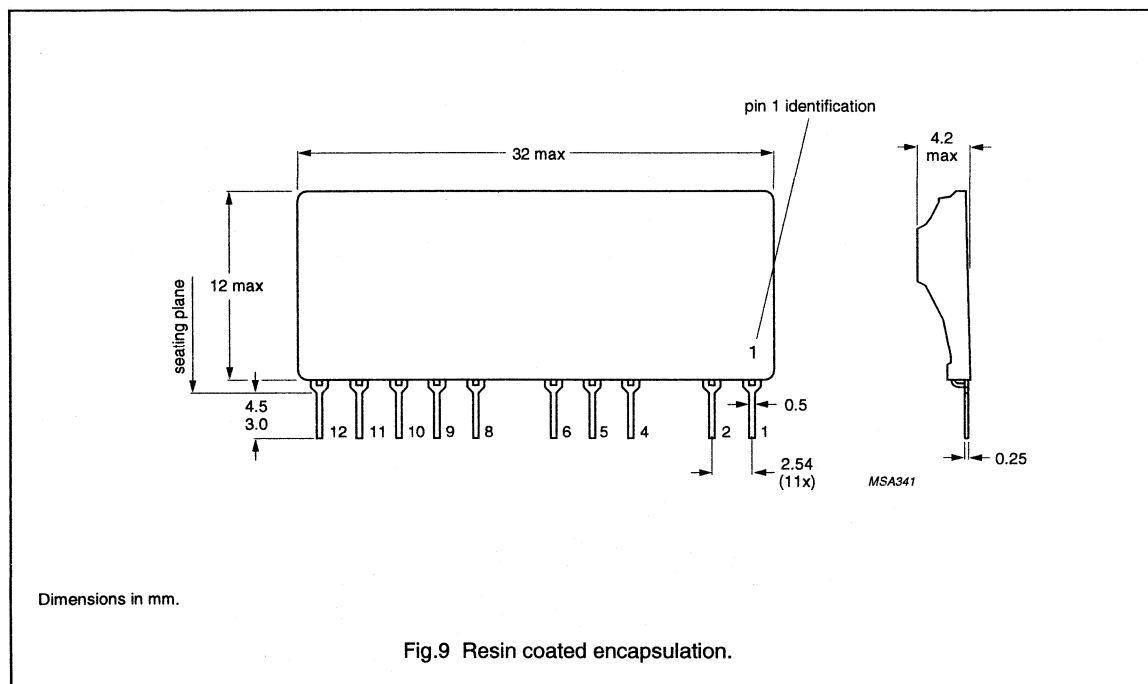 pin 1 identification
32 max
4.2
max
12 max
seating plane
1
4.5
3.0
12 11 10 9 8 6 5 4 2 1
0.5
2.54
(11x)
MSA341
0.25
Dimensions in mm.
Fig.9 Resin coated encapsulation.